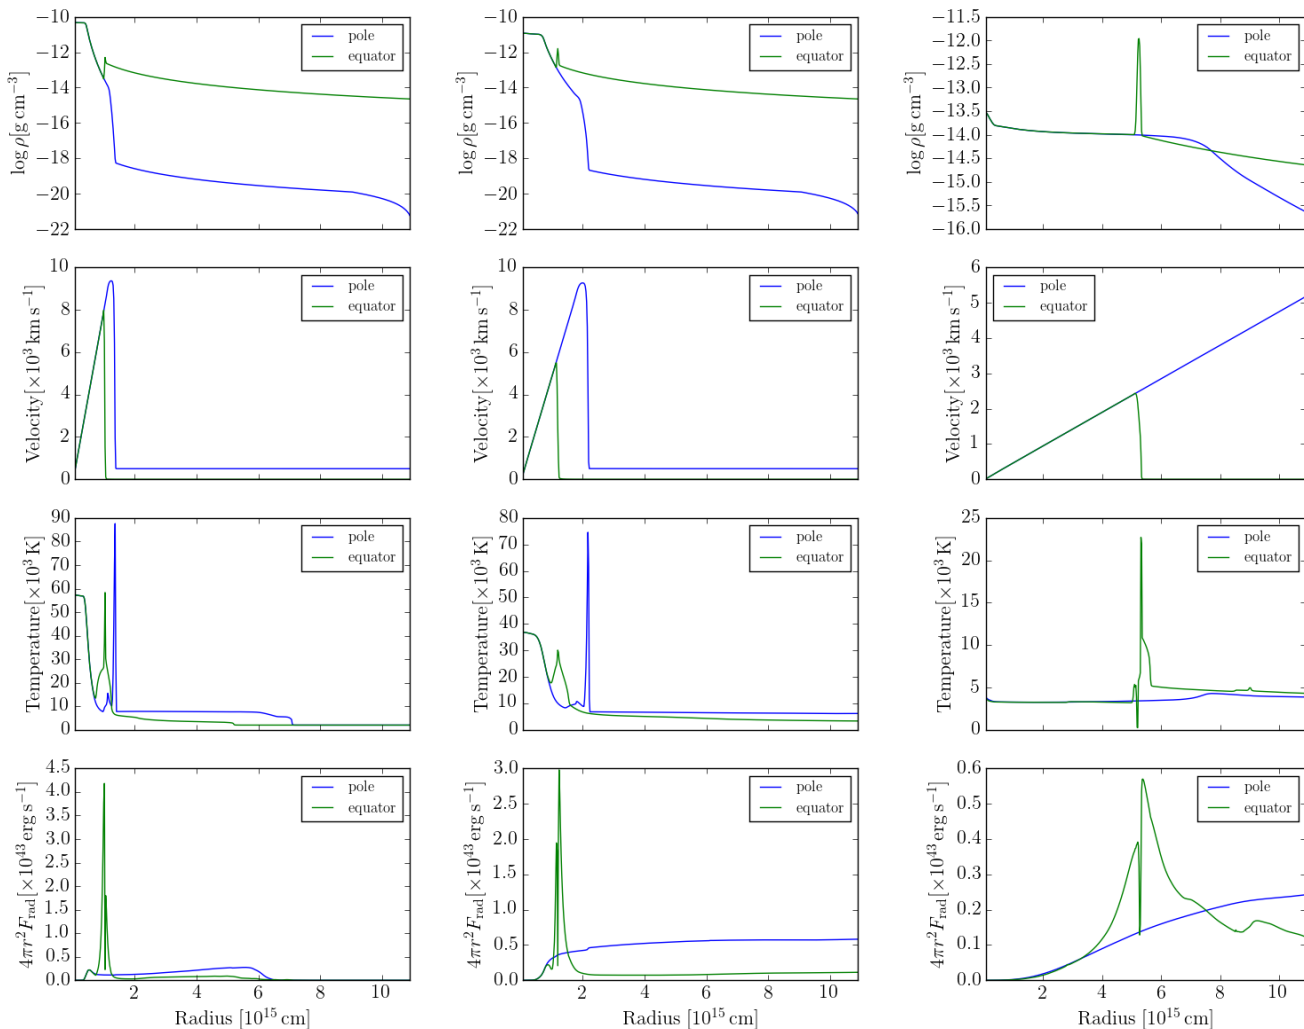 −10
−12
−14
−16
−18
−20
−22
log ρ[g cm⁻³]
pole
equator
−10
−12
−14
−16
−18
−20
−22
log ρ[g cm⁻³]
pole
equator
−11.5
−12.0
−12.5
−13.0
−13.5
−14.0
−14.5
−15.0
−15.5
−16.0
log ρ[g cm⁻³]
pole
equator
10
8
6
4
2
0
Velocity[×10³ km s⁻¹]
pole
equator
10
8
6
4
2
0
Velocity[×10³ km s⁻¹]
pole
equator
6
5
4
3
2
1
0
Velocity[×10³ km s⁻¹]
pole
equator
90
80
70
60
50
40
30
20
10
0
Temperature[×10³ K]
pole
equator
80
70
60
50
40
30
20
10
0
Temperature[×10³ K]
pole
equator
25
20
15
10
5
0
Temperature[×10³ K]
pole
equator
4.5
4.0
3.5
3.0
2.5
2.0
1.5
1.0
0.5
0.0
4πr²F_rad[×10⁴³ erg s⁻¹]
pole
equator
2 4 6 8 10
Radius [10¹⁵ cm]
3.0
2.5
2.0
1.5
1.0
0.5
0.0
4πr²F_rad[×10⁴³ erg s⁻¹]
pole
equator
2 4 6 8 10
Radius [10¹⁵ cm]
0.6
0.5
0.4
0.3
0.2
0.1
0.0
4πr²F_rad[×10⁴³ erg s⁻¹]
pole
equator
2 4 6 8 10
Radius [10¹⁵ cm]